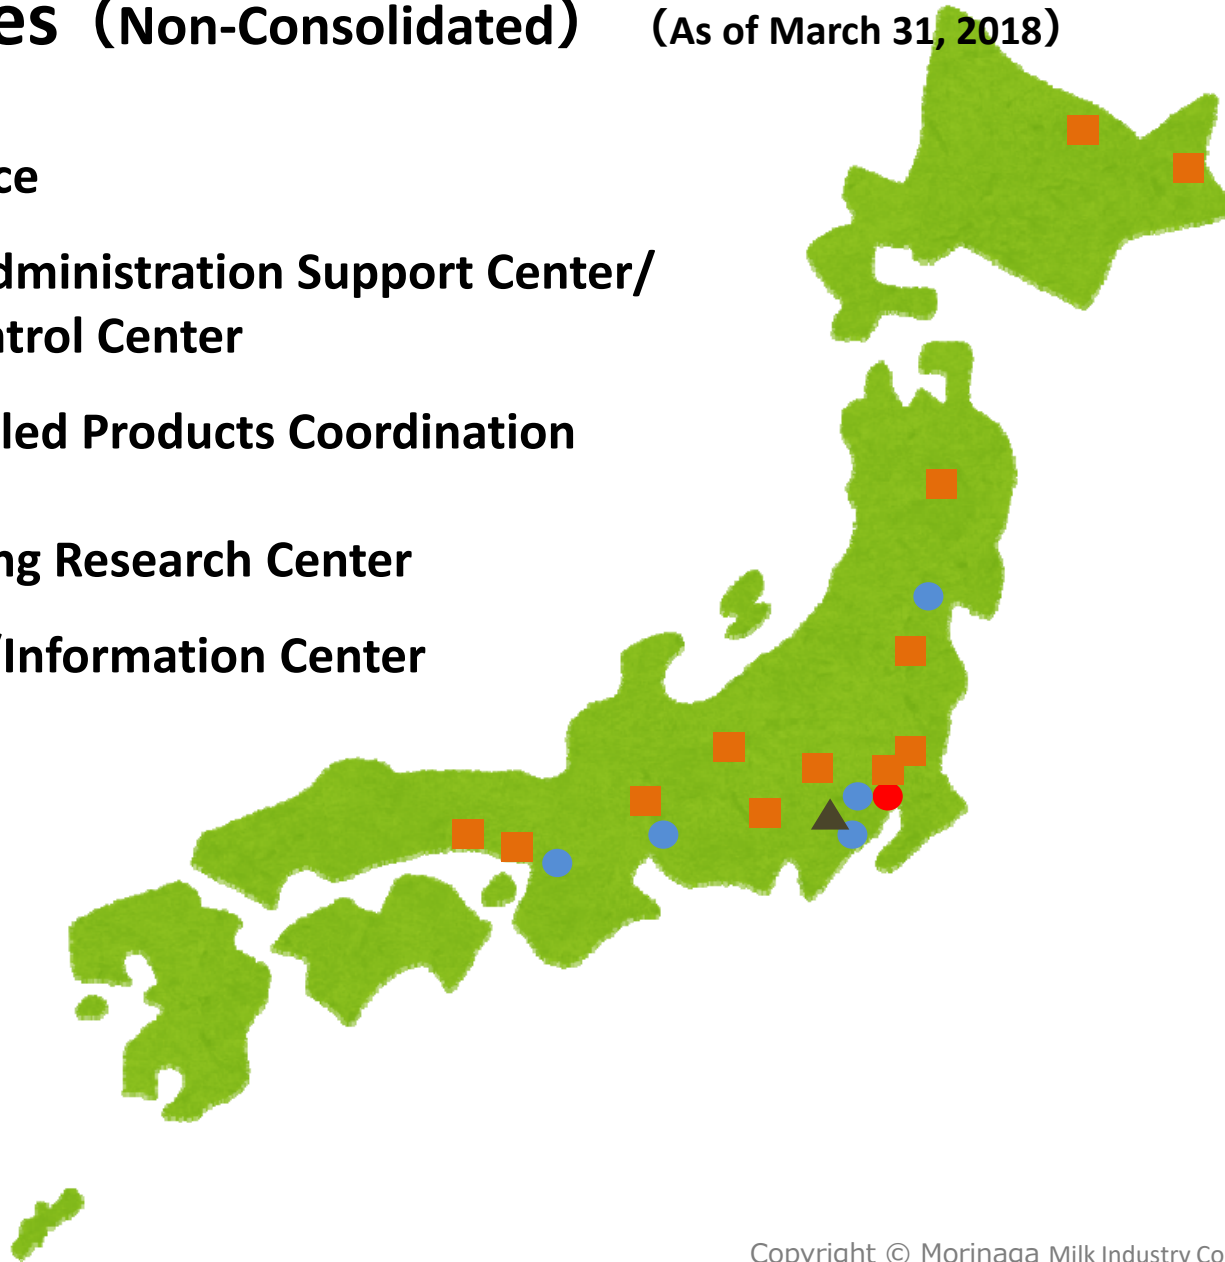 es（Non-Consolidated） （As of March 31, 2018）
ce
dministration Support Center/
ntrol Center
led Products Coordination
ng Research Center
/Information Center
Copyright © Morinaga Milk Industry Co